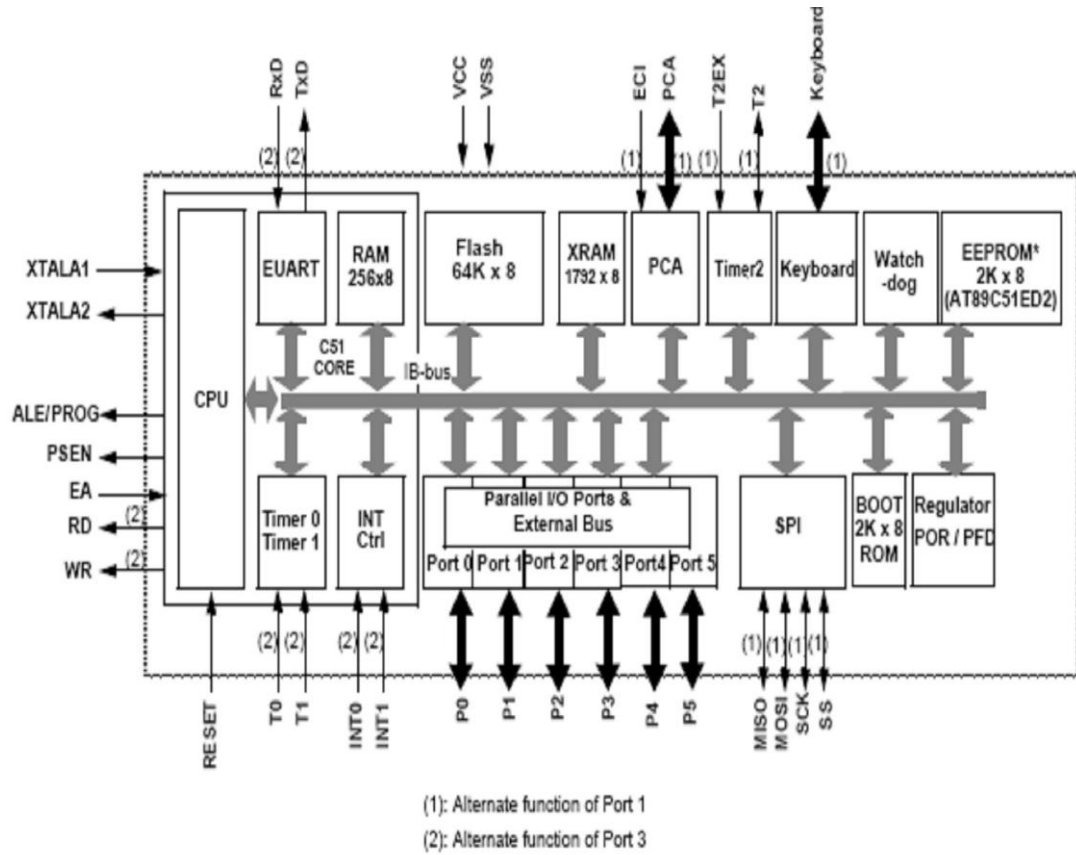 RxD
TxD
VCC
VSS
ECI
PCA
T2EX
T2
Keyboard
(2)
(2)
(1)
(1)
(1)
(1)
(1)
XTALA1
XTALA2
ALE/PROG
PSEN
EA
RD
(2)
WR
(2)
CPU
EUART
RAM
256x8
Flash
64K x 8
XRAM
1792 x 8
PCA
Timer2
Keyboard
Watch
-dog
EEPROM*
2K x 8
(AT89C51ED2)
C51
CORE
IB-bus
Timer 0
Timer 1
INT
Ctrl
Parallel I/O Ports &
External Bus
Port 0
Port 1
Port 2
Port 3
Port4
Port 5
SPI
BOOT
2K x 8
ROM
Regulator
POR / PFD
(2)
(2)
(2)
(2)
(1)
(1)
(1)
(1)
RESET
T0
T1
INT0
INT1
P0
P1
P2
P3
P4
P5
MISO
MOSI
SCK
SS
(1): Alternate function of Port 1
(2): Alternate function of Port 3